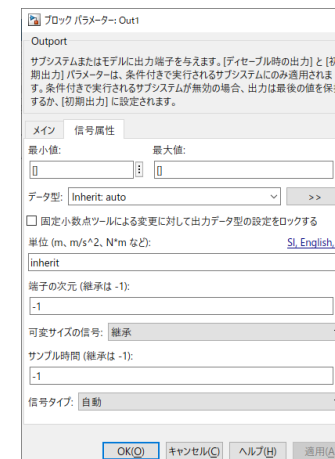 ブロック パラメーター: Out1
Outport
サブシステムまたはモデルに出力端子を与えます。[ディセーブル時の出力] と [初
期出力] パラメーターは、条件付きで実行されるサブシステムにのみ適用されま
す。条件付きで実行されるサブシステムが無効の場合、出力は最後の値を保
するか、[初期出力] に設定されます。
メイン 信号属性
最小値: 最大値:
[] []
データ型: Inherit: auto >>
固定小数点ツールによる変更に対して出力データ型の設定をロックする
単位 (m, m/s^2, N*m など): SI, English,
inherit
端子の次元 (継承は -1):
-1
可変サイズの信号: 継承
サンプル時間 (継承は -1):
-1
信号タイプ: 自動
OK(O) キャンセル(C) ヘルプ(H) 適用(A